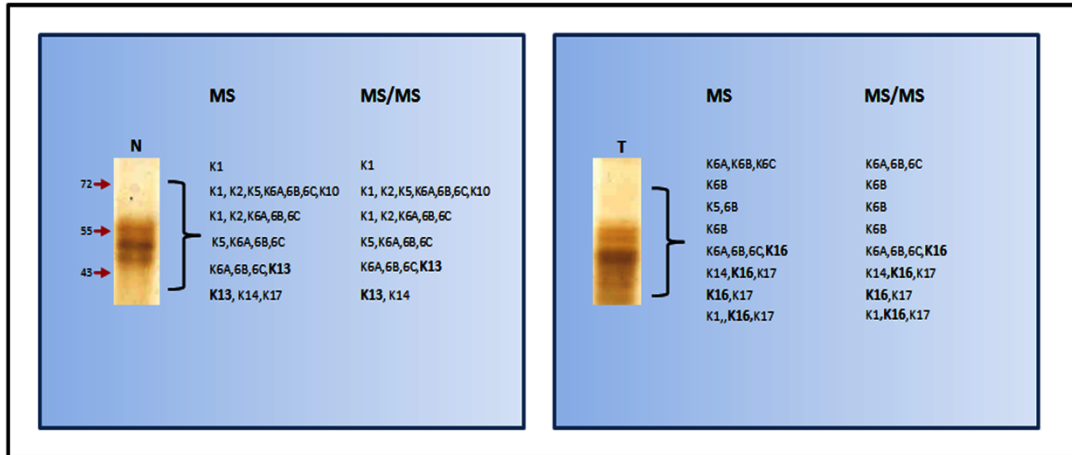 MS MS/MS
N
K1 K1
72 K1, K2,K5,K6A,6B,6C,K10 K1, K2,K5,K6A,6B,6C,K10
K1, K2,K6A,6B,6C K1, K2,K6A,6B,6C
55 K5,K6A,6B,6C K5,K6A,6B,6C
43 K6A,6B,6C,K13 K6A,6B,6C,K13
K13, K14,K17 K13, K14
MS MS/MS
T
K6A,K6B,K6C K6A,6B,6C
K6B K6B
K5,6B K6B
K6B K6B
K6A,6B,6C,K16 K6A,6B,6C,K16
K14,K16,K17 K14,K16,K17
K16,K17 K16,K17
K1,,K16,K17 K1,K16,K17